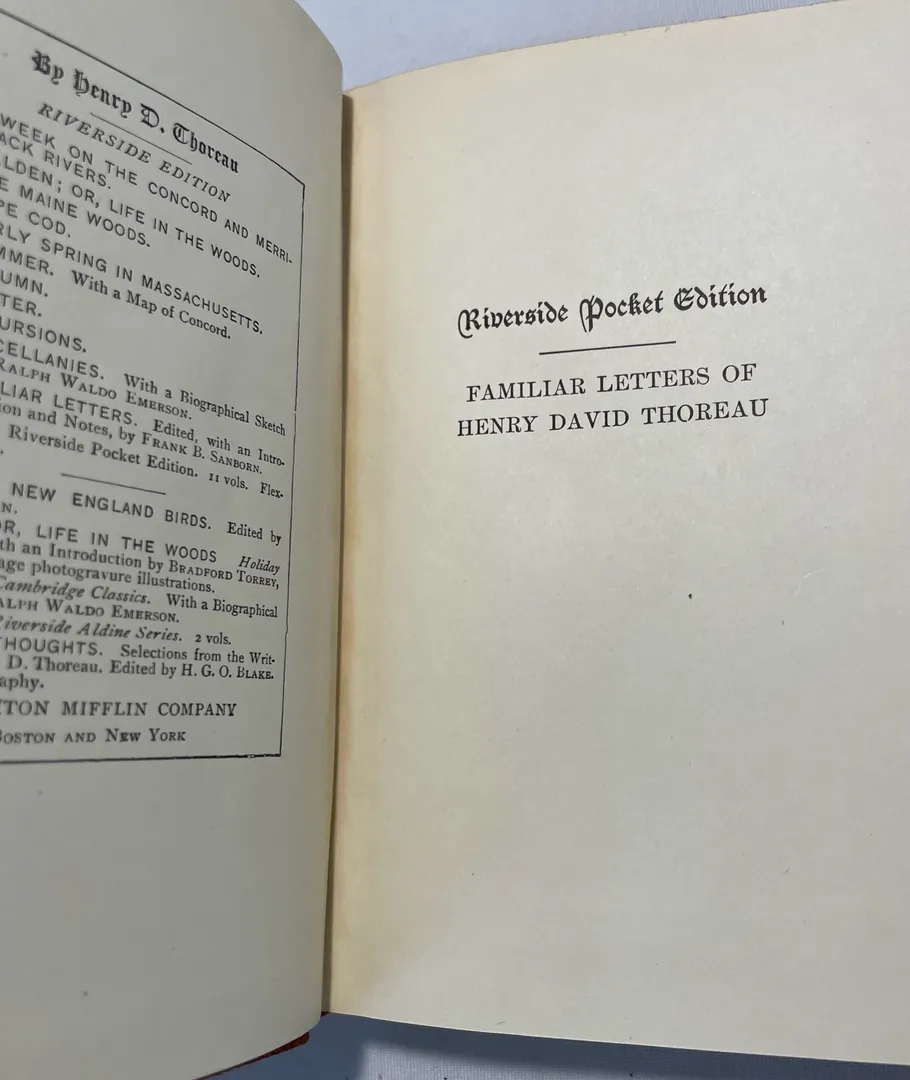 By Henry D. Thoreau
RIVERSIDE EDITION
WEEK ON THE CONCORD AND MERRI-
ACK RIVERS.
LDEN; OR, LIFE IN THE WOODS.
E MAINE WOODS.
PE COD.
RLY SPRING IN MASSACHUSETTS.
MMER. With a Map of Concord.
UMN.
TER.
URSIONS.
CELLANIES. With a Biographical Sketch
RALPH WALDO EMERSON.
LIAR LETTERS. Edited, with an Intro-
ion and Notes, by FRANK B. SANBORN.
Riverside Pocket Edition. 11 vols. Flex-
NEW ENGLAND BIRDS. Edited by
N.
OR, LIFE IN THE WOODS Holiday
th an Introduction by BRADFORD TORREY,
age photogravure illustrations.
Cambridge Classics. With a Biographical
ALPH WALDO EMERSON.
Riverside Aldine Series. 2 vols.
THOUGHTS. Selections from the Writ-
D. Thoreau. Edited by H. G. O. BLAKE.
aphy.
TON MIFFLIN COMPANY
BOSTON AND NEW YORK
Riverside Pocket Edition
FAMILIAR LETTERS OF
HENRY DAVID THOREAU